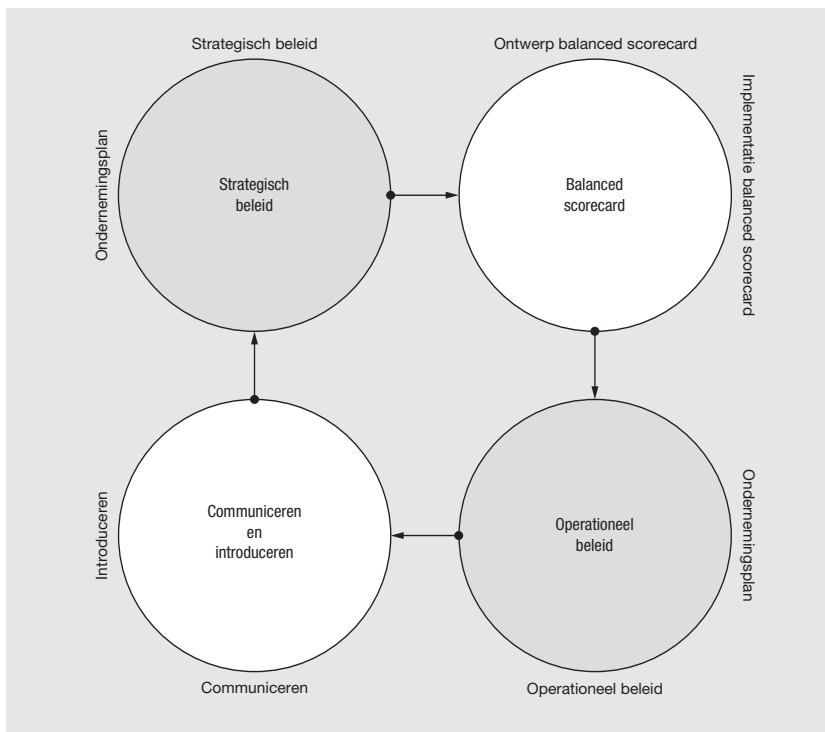 Strategisch beleid
Ontwerp balanced scorecard
Ondernemingsplan
Strategisch
beleid
Balanced
scorecard
Implementatie balanced scorecard
Introduceren
Communiceren
en
introduceren
Operationeel
beleid
Ondernemingsplan
Communiceren
Operationeel beleid